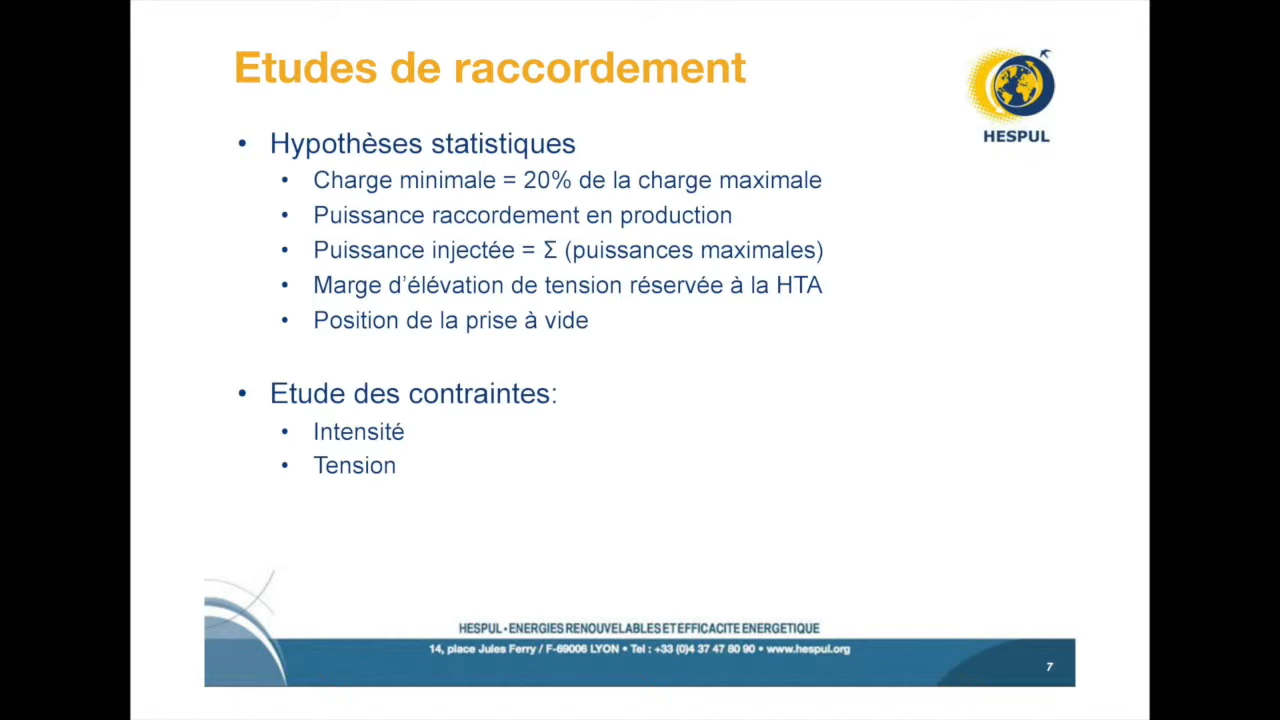 Etudes de raccordement
HESPUL
• Hypothèses statistiques
• Charge minimale = 20% de la charge maximale
• Puissance raccordement en production
• Puissance injectée = Σ (puissances maximales)
• Marge d'élévation de tension réservée à la HTA
• Position de la prise à vide
• Etude des contraintes:
• Intensité
• Tension
HESPUL • ENERGIES RENOUVELABLES ET EFFICACITE ENERGETIQUE
14, place Jules Ferry / F-69006 LYON • Tel : +33 (0)4 37 47 80 90 • www.hespul.org
7